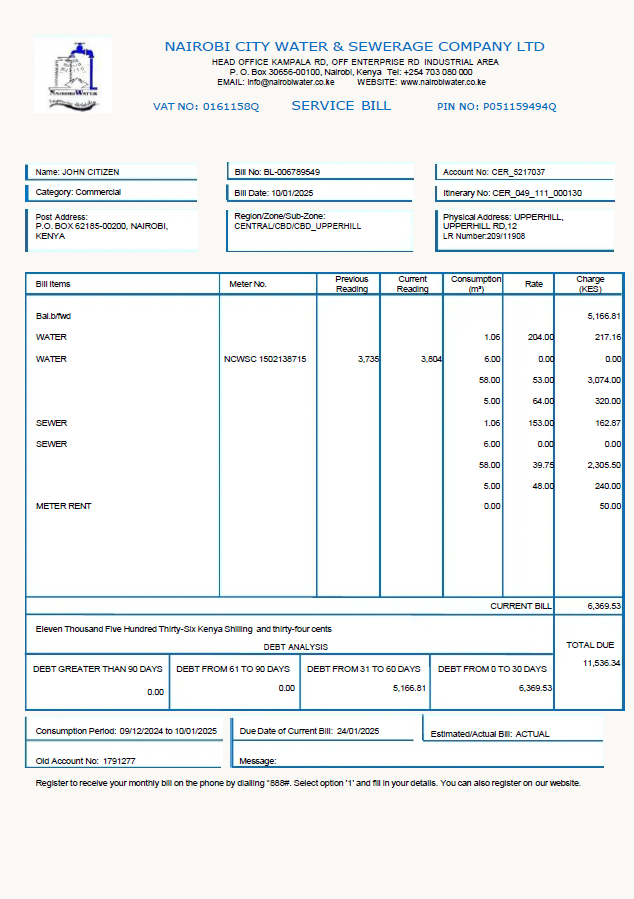 NAIROBI CITY WATER & SEWERAGE COMPANY LTD
HEAD OFFICE KAMPALA RD, OFF ENTERPRISE RD INDUSTRIAL AREA
P. O. Box 30656-00100, Nairobi, Kenya Tel: +254 703 080 000
EMAIL: info@nairobiwater.co.ke WEBSITE: www.nairobiwater.co.ke
NAIROBI WATER
VAT NO: 0161158Q SERVICE BILL PIN NO: P051159494Q
Name: JOHN CITIZEN Bill No: BL-006789549 Account No: CER_5217037
Category: Commercial Bill Date: 10/01/2025 Itinerary No: CER_049_111_000130
Post Address: Region/Zone/Sub-Zone: Physical Address: UPPERHILL,
P.O. BOX 62185-00200, NAIROBI, CENTRAL/CBD/CBD_UPPERHILL UPPERHILL RD,12
KENYA LR Number:209/11908
Bill Items Meter No. Previous Reading Current Reading Consumption (m³) Rate Charge (KES)
Bal.b/fwd 5,166.81
WATER 1.06 204.00 217.16
WATER NCWSC 1502138715 3,735 3,804 6.00 0.00 0.00
58.00 53.00 3,074.00
5.00 64.00 320.00
SEWER 1.06 153.00 162.87
SEWER 6.00 0.00 0.00
58.00 39.75 2,305.50
5.00 48.00 240.00
METER RENT 0.00 50.00
CURRENT BILL 6,369.53
Eleven Thousand Five Hundred Thirty-Six Kenya Shilling and thirty-four cents
DEBT ANALYSIS TOTAL DUE
11,536.34
DEBT GREATER THAN 90 DAYS DEBT FROM 61 TO 90 DAYS DEBT FROM 31 TO 60 DAYS DEBT FROM 0 TO 30 DAYS
0.00 0.00 5,166.81 6,369.53
Consumption Period: 09/12/2024 to 10/01/2025 Due Date of Current Bill: 24/01/2025 Estimated/Actual Bill: ACTUAL
Old Account No: 1791277 Message:
Register to receive your monthly bill on the phone by dialling *888#. Select option '1' and fill in your details. You can also register on our website.